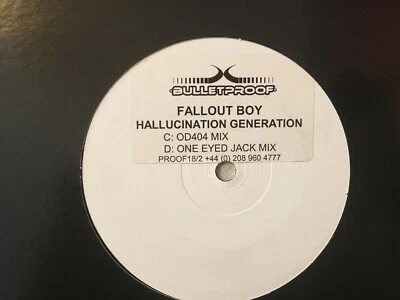 BULLETPROOF
FALLOUT BOY
HALLUCINATION GENERATION
C: OD404 MIX
D: ONE EYED JACK MIX
PROOF18/2 +44 (0) 208 960 4777